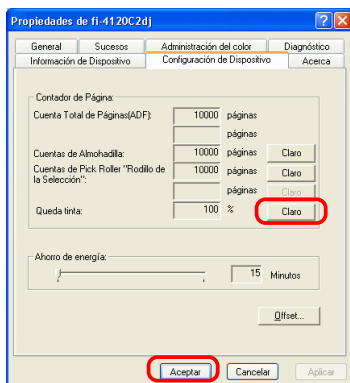 Propiedades de fi-4120C2dj
General Sucesos Administración del color Diagnóstico
Información de Dispositivo Configuración de Dispositivo Acerca
Contador de Página:
Cuenta Total de Páginas(ADF): 10000 páginas
páginas
Cuentas de Almohadilla: 10000 páginas Claro
Cuentas de Pick Roller "Rodillo de la Selección": 10000 páginas Claro
páginas Claro
Queda tinta: 100 % Claro
Ahorro de energía:
15 Minutos
Offset...
Aceptar Cancelar Aplicar